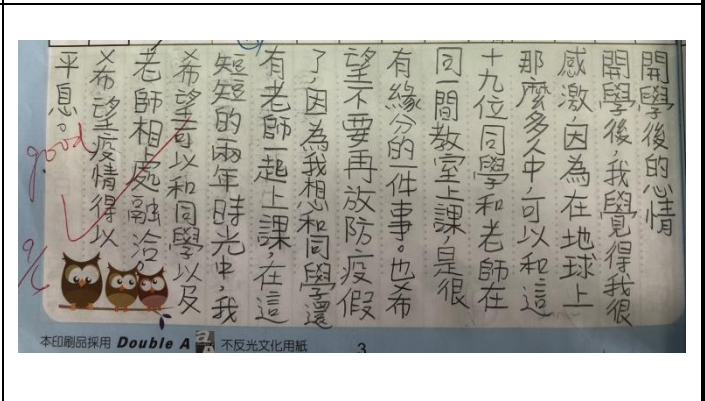 開學後的心情
開學後,我覺得我很
感激,因為在地球上
那麼多人中,可以和這
十九位同學和老師在
同一間教室上課,是很
有緣分的一件事。也希
望不要再放防疫假
了,因為我想和同學還
有老師一起上課,在這
短短的兩年時光中,我
希望可以和同學以及
老師相處融洽。
希望疫情得以
平息。
good
9/6
本印刷品採用 Double A 不反光文化用紙
3